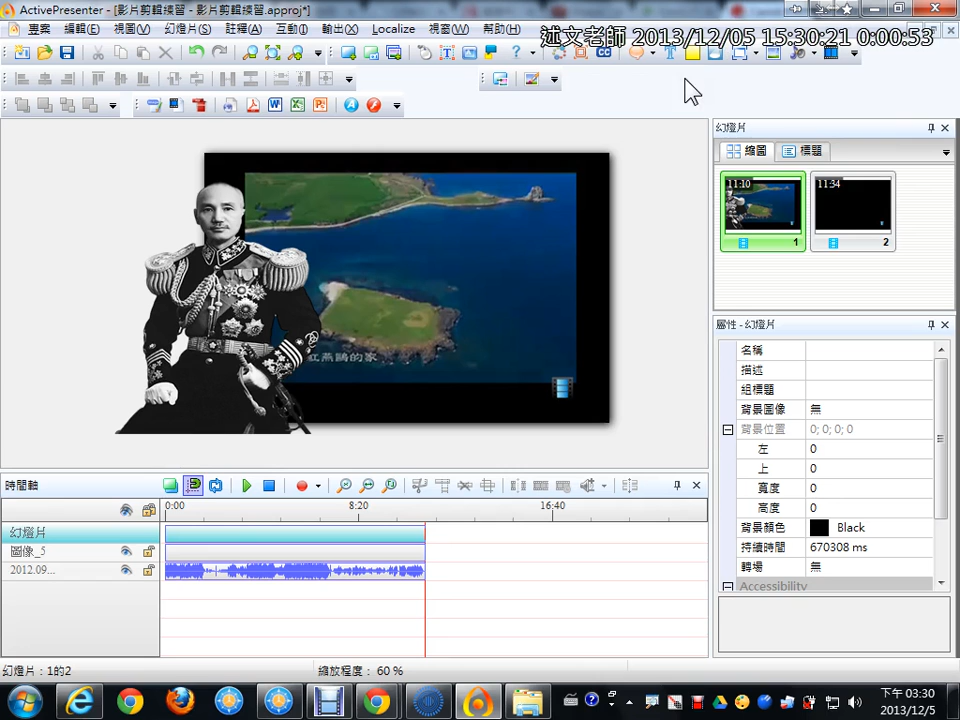 ActivePresenter - [影片剪輯練習 - 影片剪輯練習.approj*]
專案 編輯(E) 視圖(V) 幻燈片(S) 註釋(A) 互動(I) 輸出(X) Localize 視窗(W) 幫助(H)
述文老師 2013/12/05 15:30:21 0:00:53
幻燈片
縮圖 標題
11:10 11:34
1 2
紅燕鷗的家
屬性 - 幻燈片
名稱
描述
組標題
背景圖像 無
背景位置 0; 0; 0; 0
左 0
上 0
寬度 0
高度 0
背景顏色 Black
持續時間 670308 ms
轉場 無
Accessibility
時間軸
0:00 8:20 16:40
幻燈片
圖像_5
2012.09...
幻燈片：1的2 縮放程度： 60 %
下午 03:30
2013/12/5